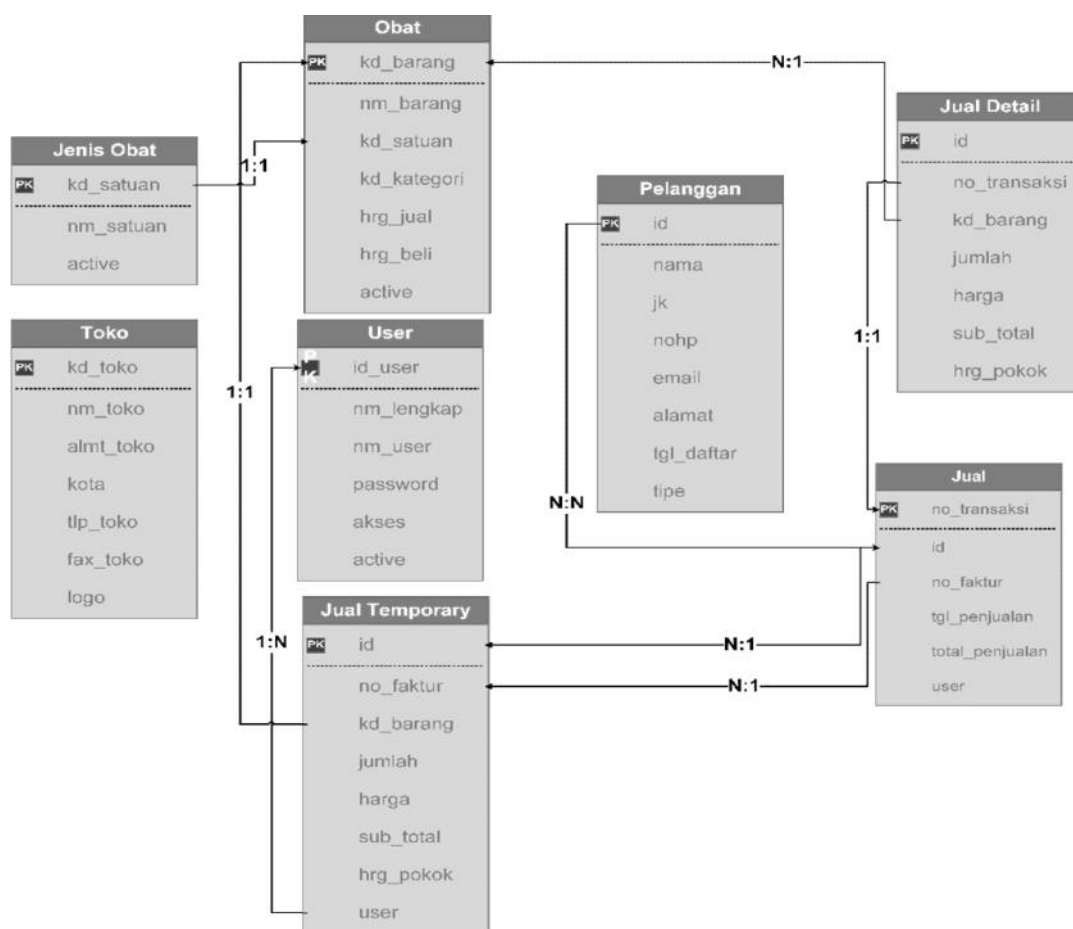 Obat
PK kd_barang
nm_barang
kd_satuan
kd_kategori
hrg_jual
hrg_beli
active
Jenis Obat
PK kd_satuan
nm_satuan
active
1:1
N:1
Jual Detail
PK id
no_transaksi
kd_barang
jumlah
harga
sub_total
hrg_pokok
Pelanggan
PK id
nama
jk
nohp
email
alamat
tgl_daftar
tipe
Toko
PK kd_toko
nm_toko
almt_toko
kota
tlp_toko
fax_toko
logo
1:1
User
PK id_user
nm_lengkap
nm_user
password
akses
active
1:1
N:N
Jual
PK no_transaksi
id
no_faktur
tgl_penjualan
total_penjualan
user
Jual Temporary
PK id
no_faktur
kd_barang
jumlah
harga
sub_total
hrg_pokok
user
1:N
N:1
N:1